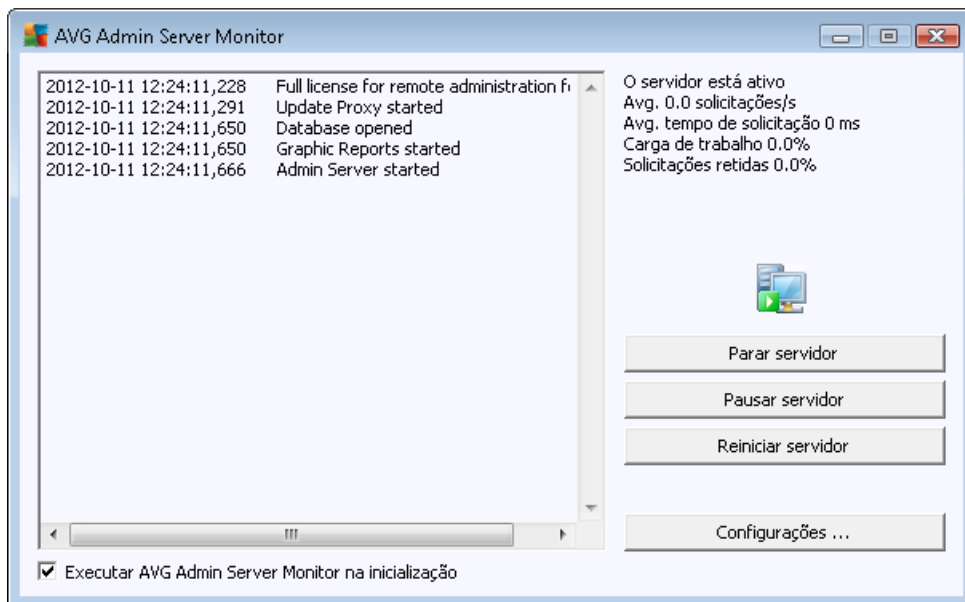 AVG Admin Server Monitor
2012-10-11 12:24:11,228 Full license for remote administration
2012-10-11 12:24:11,291 Update Proxy started
2012-10-11 12:24:11,650 Database opened
2012-10-11 12:24:11,650 Graphic Reports started
2012-10-11 12:24:11,666 Admin Server started
O servidor está ativo
Avg. 0.0 solicitações/s
Avg. tempo de solicitação 0 ms
Carga de trabalho 0.0%
Solicitações retidas 0.0%
Parar servidor
Pausar servidor
Reiniciar servidor
Configurações ...
Executar AVG Admin Server Monitor na inicialização